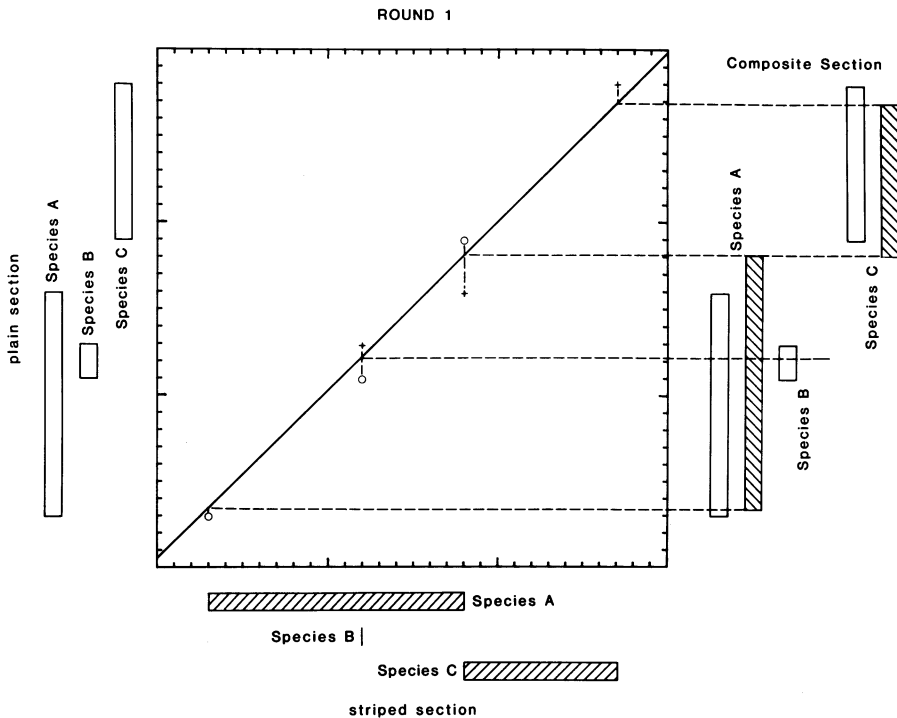 ROUND 1
Composite Section
Species A
Species B
Species C
plain section
Species A
Species C
Species B
Species A
Species B
Species C
striped section